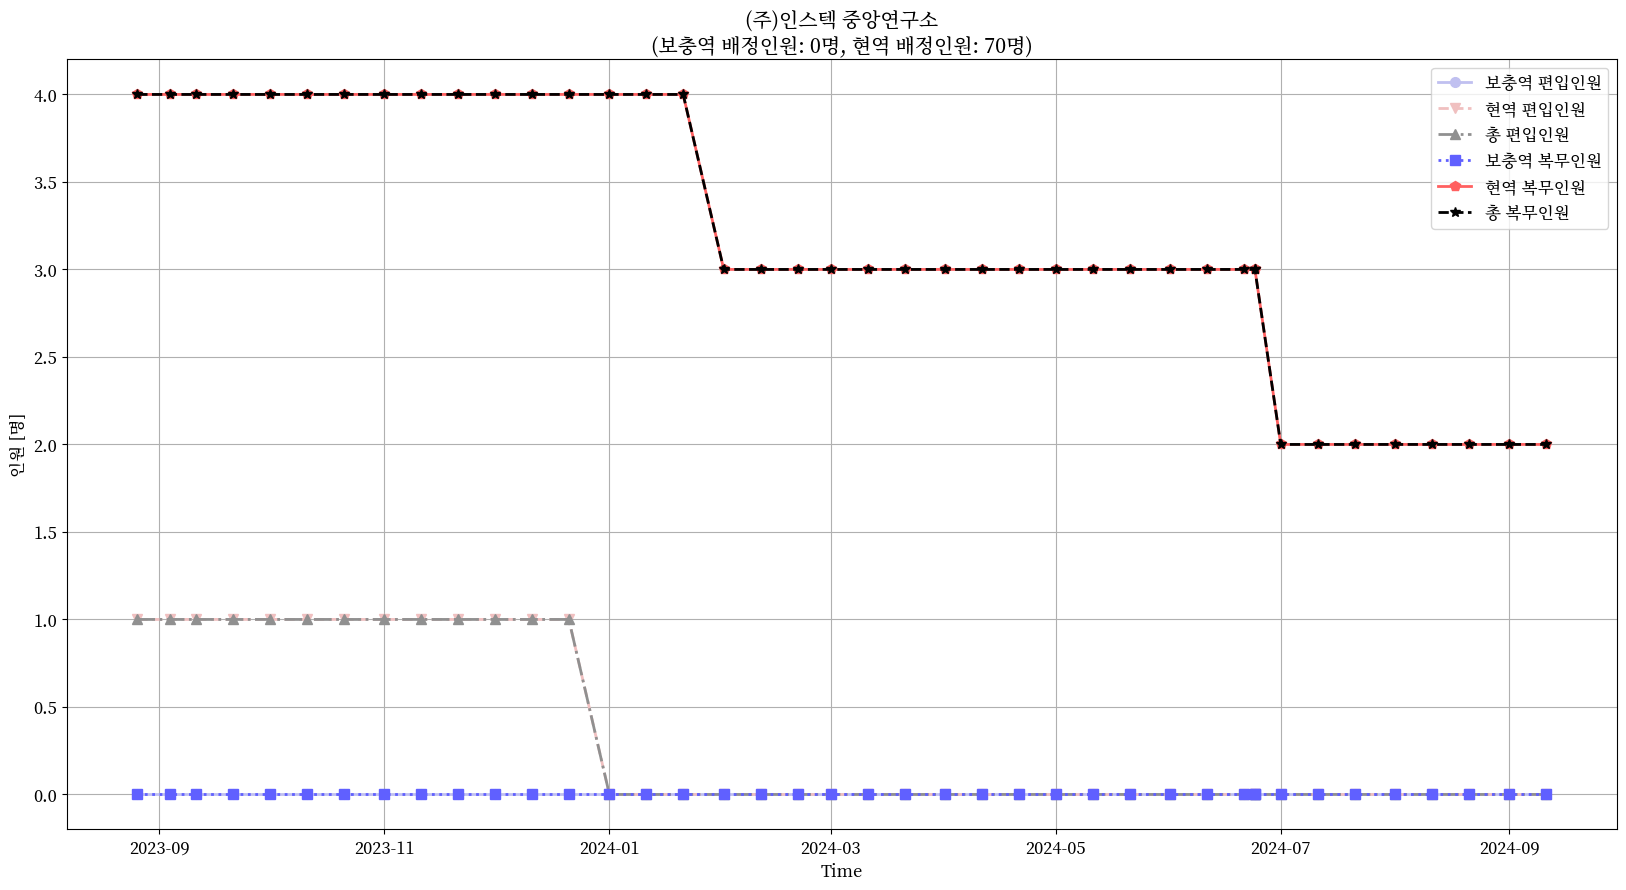 (주)인스텍 중앙연구소
(보충역 배정인원: 0명, 현역 배정인원: 70명)
보충역 편입인원
현역 편입인원
총 편입인원
보충역 복무인원
현역 복무인원
총 복무인원
4.0
3.5
3.0
2.5
2.0
1.5
1.0
0.5
0.0
인원 [명]
2023-09
2023-11
2024-01
2024-03
2024-05
2024-07
2024-09
Time